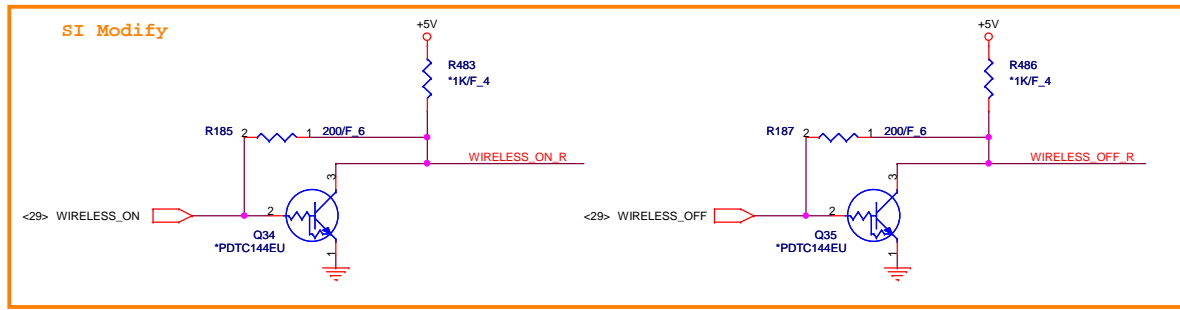 SI Modify
+5V
R483
*1K/F_4
R185
2
1
200/F_6
WIRELESS_ON_R
3
<29>
WIRELESS_ON
2
Q34
*PDTC144EU
1
+5V
R486
*1K/F_4
R187
2
1
200/F_6
WIRELESS_OFF_R
3
<29>
WIRELESS_OFF
2
Q35
*PDTC144EU
1